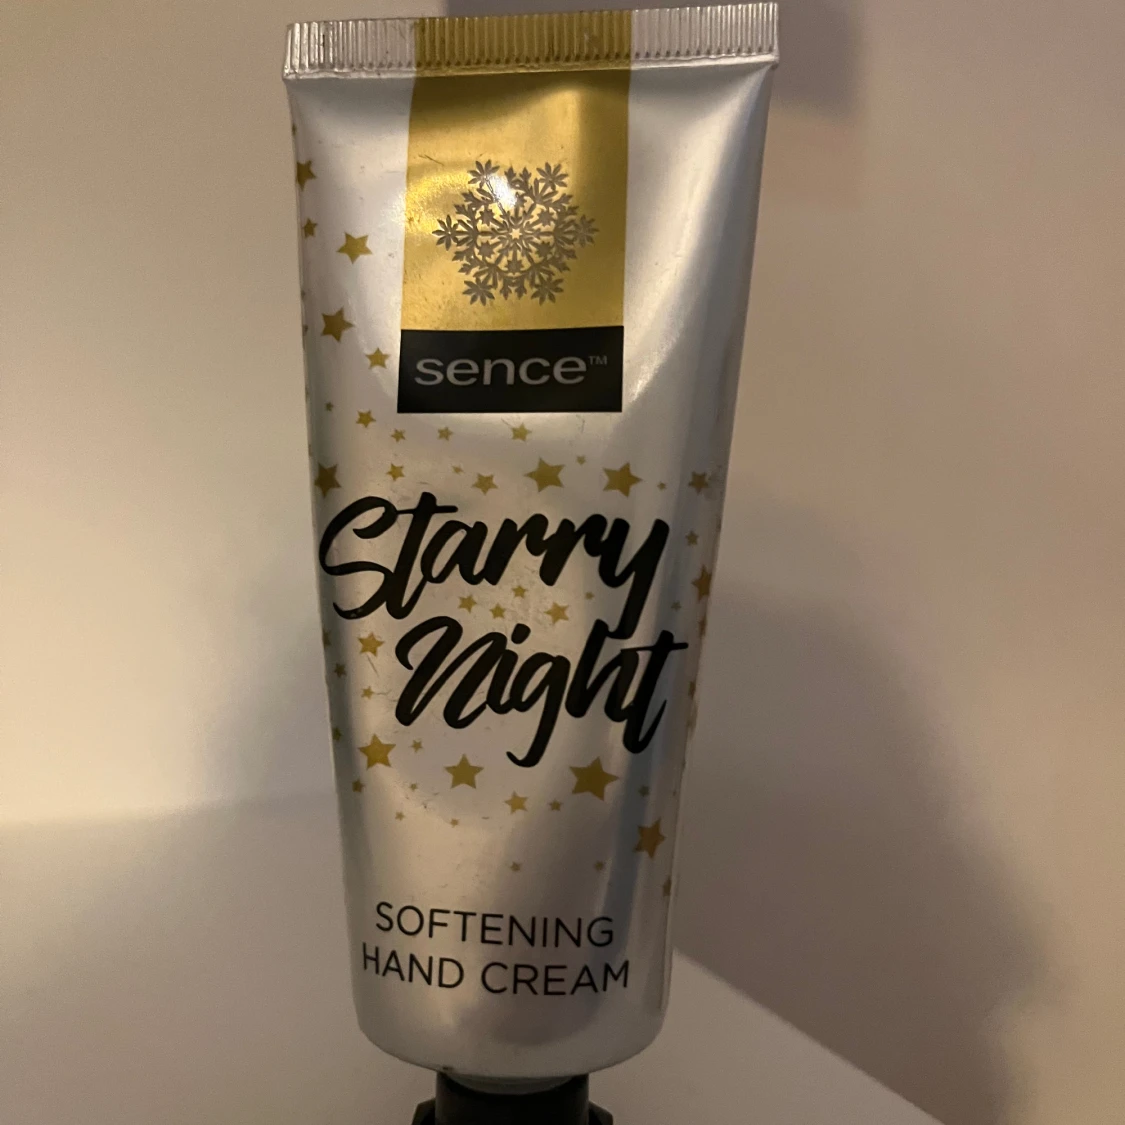 sence™
Starry
Night
SOFTENING
HAND CREAM